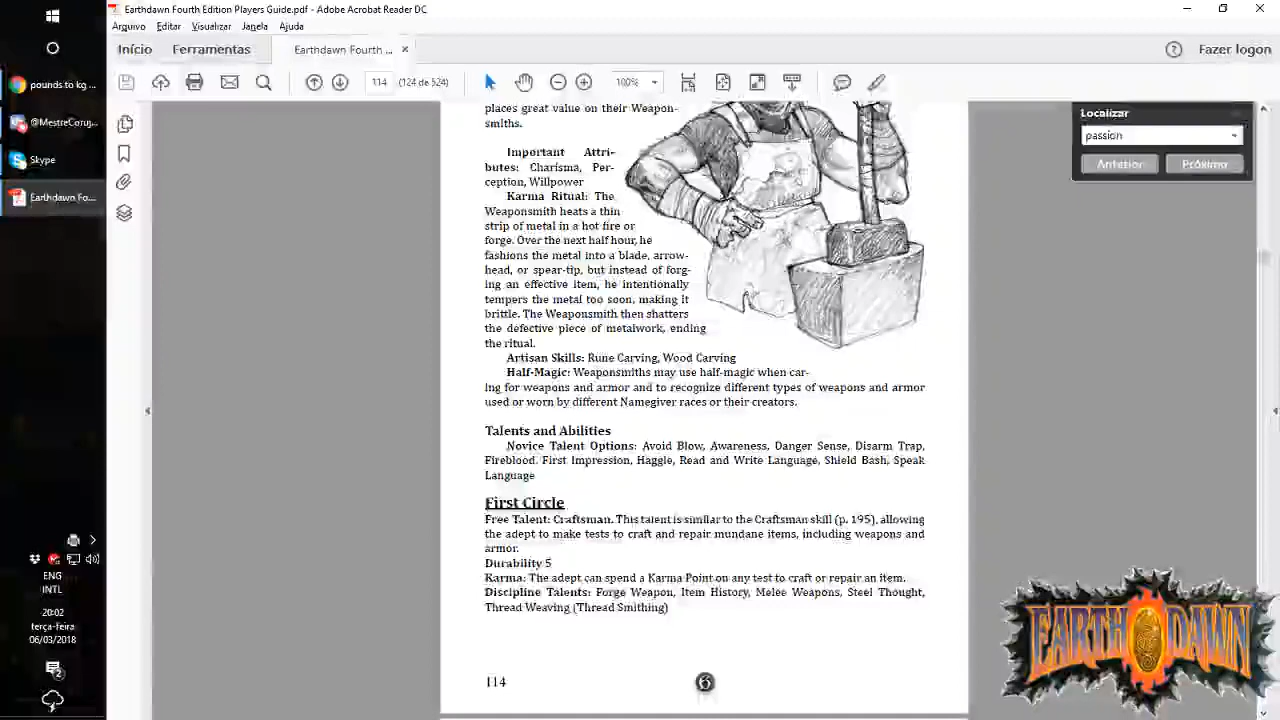 Earthdawn Fourth Edition Players Guide.pdf - Adobe Acrobat Reader DC
Arquivo Editar Visualizar Janela Ajuda
Início Ferramentas Earthdawn Fourth ... × Fazer logon
114 (124 de 524) 100%
pounds to kg ...
@MestreCoruj...
Skype
Earthdawn Fo...
Localizar
passion
Anterior Próximo
places great value on their Weapon-
smiths.
Important Attri-
butes: Charisma, Per-
ception, Willpower
Karma Ritual: The
Weaponsmith heats a thin
strip of metal in a hot fire or
forge. Over the next half hour, he
fashions the metal into a blade, arrow-
head, or spear-tip, but instead of forg-
ing an effective item, he intentionally
tempers the metal too soon, making it
brittle. The Weaponsmith then shatters
the defective piece of metalwork, ending
the ritual.
Artisan Skills: Rune Carving, Wood Carving
Half-Magic: Weaponsmiths may use half-magic when car-
ing for weapons and armor and to recognize different types of weapons and armor
used or worn by different Namegiver races or their creators.
Talents and Abilities
Novice Talent Options: Avoid Blow, Awareness, Danger Sense, Disarm Trap,
Fireblood, First Impression, Haggle, Read and Write Language, Shield Bash, Speak
Language
First Circle
Free Talent: Craftsman. This talent is similar to the Craftsman skill (p. 195), allowing
the adept to make tests to craft and repair mundane items, including weapons and
armor.
Durability 5
Karma: The adept can spend a Karma Point on any test to craft or repair an item.
Discipline Talents: Forge Weapon, Item History, Melee Weapons, Steel Thought,
Thread Weaving (Thread Smithing)
114
ENG
INTL
20:02
terça-feira
06/03/2018
2
EARTHDAWN